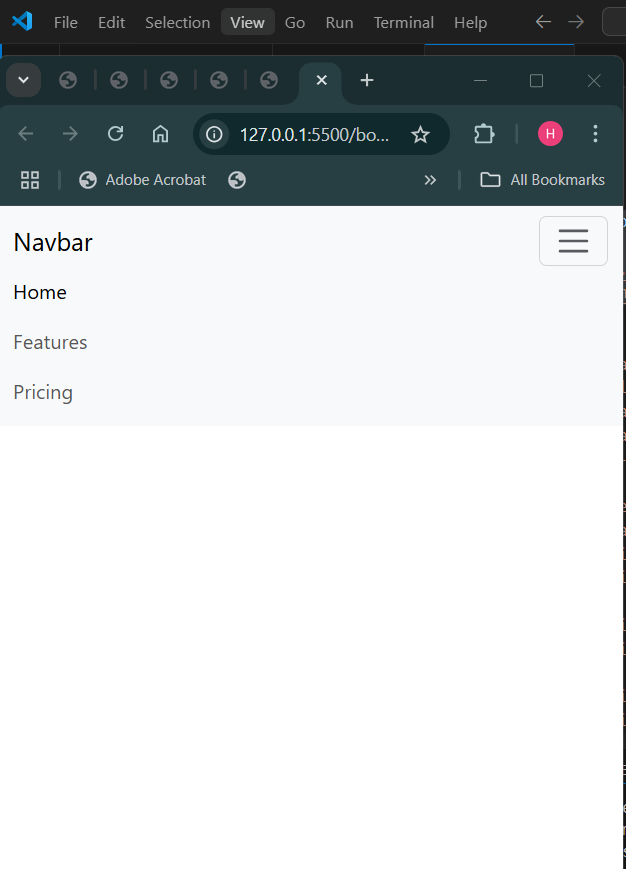 File Edit Selection View Go Run Terminal Help
127.0.0.1:5500/bo...
H
Adobe Acrobat
» All Bookmarks
Navbar
Home
Features
Pricing